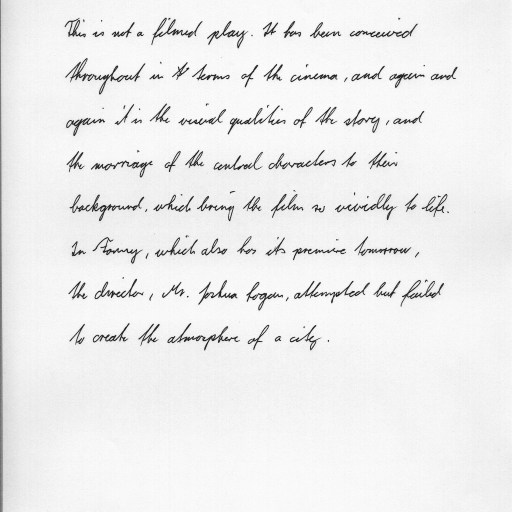 This is not a filmed play. It has been conceived
throughout in terms of the cinema, and again and
again it is the visual qualities of the story, and
the marriage of the central characters to their
background, which bring the film so vividly to life.
In Fanny, which also has its premire tomorrow,
the director, Mr. Joshua Logan, attempted but failed
to create the atmosphere of a city.